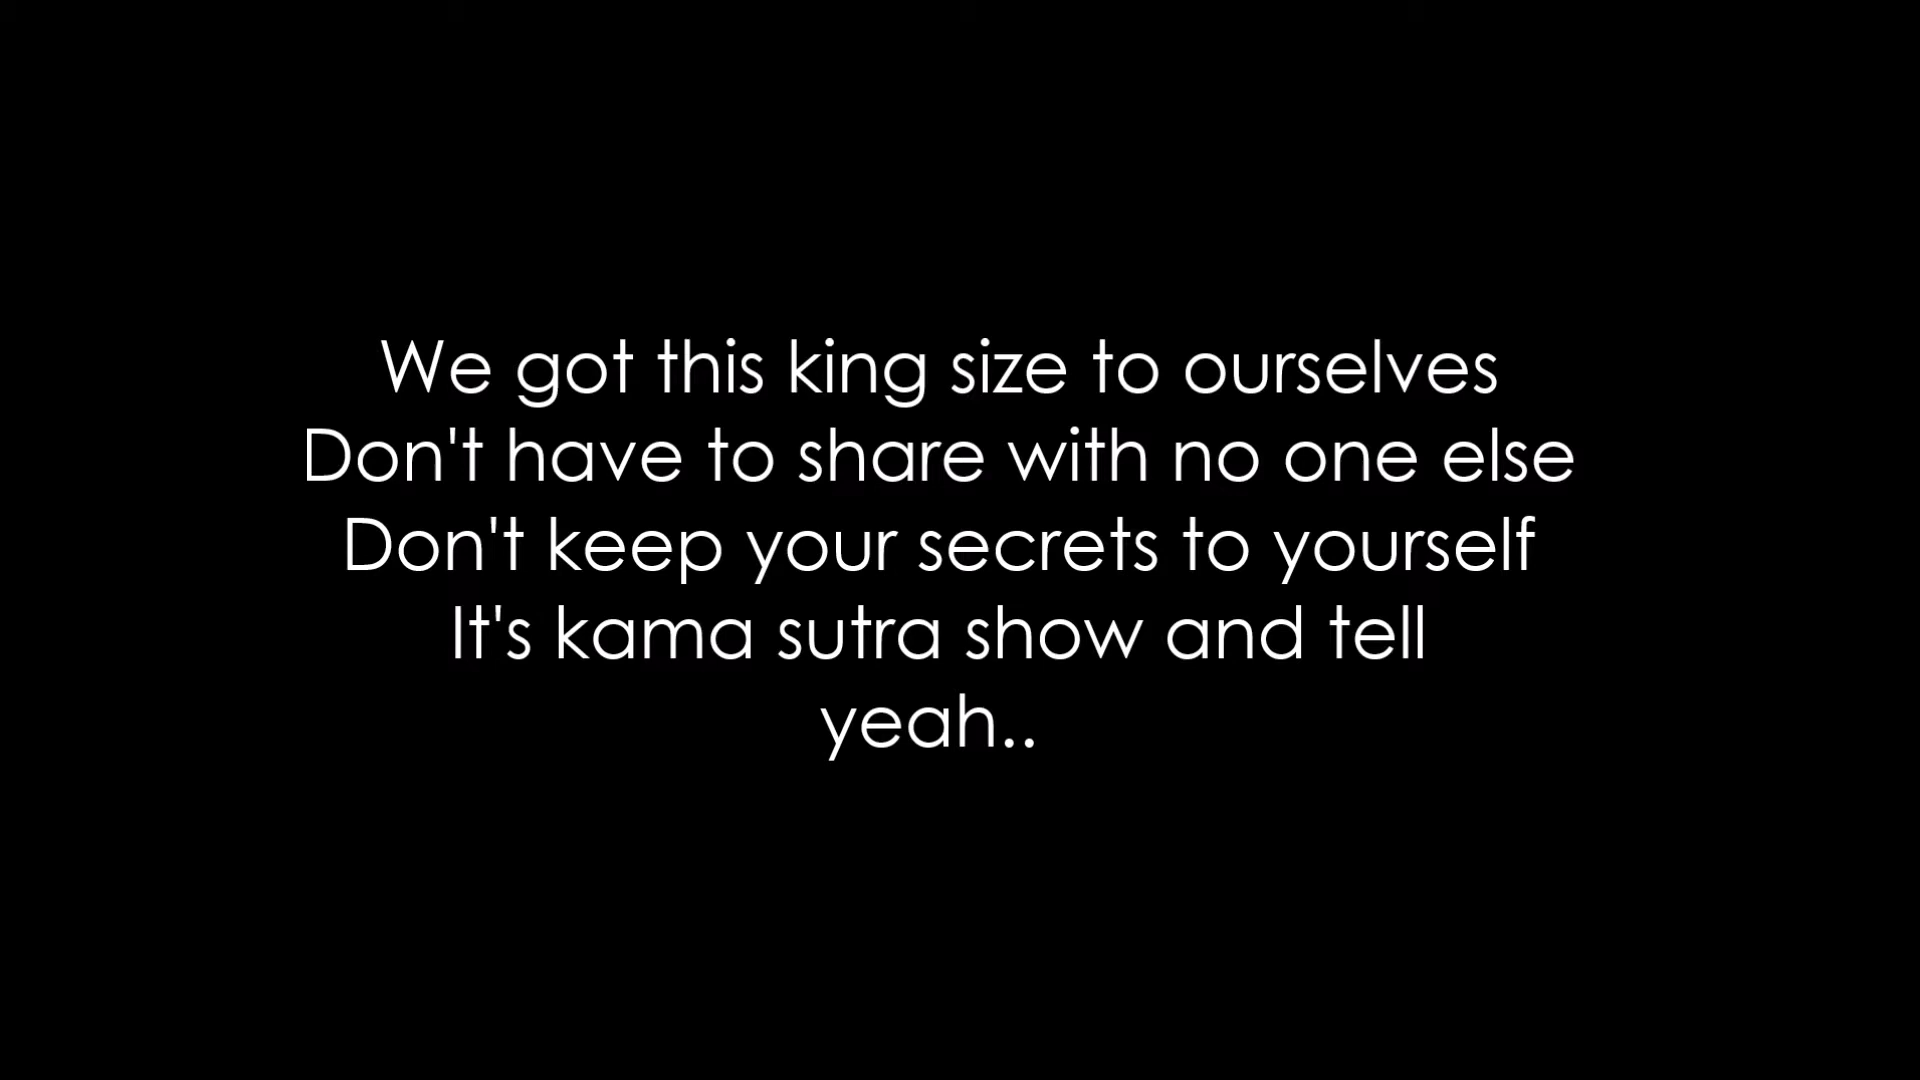 We got this king size to ourselves
Don't have to share with no one else
Don't keep your secrets to yourself
It's kama sutra show and tell
yeah..